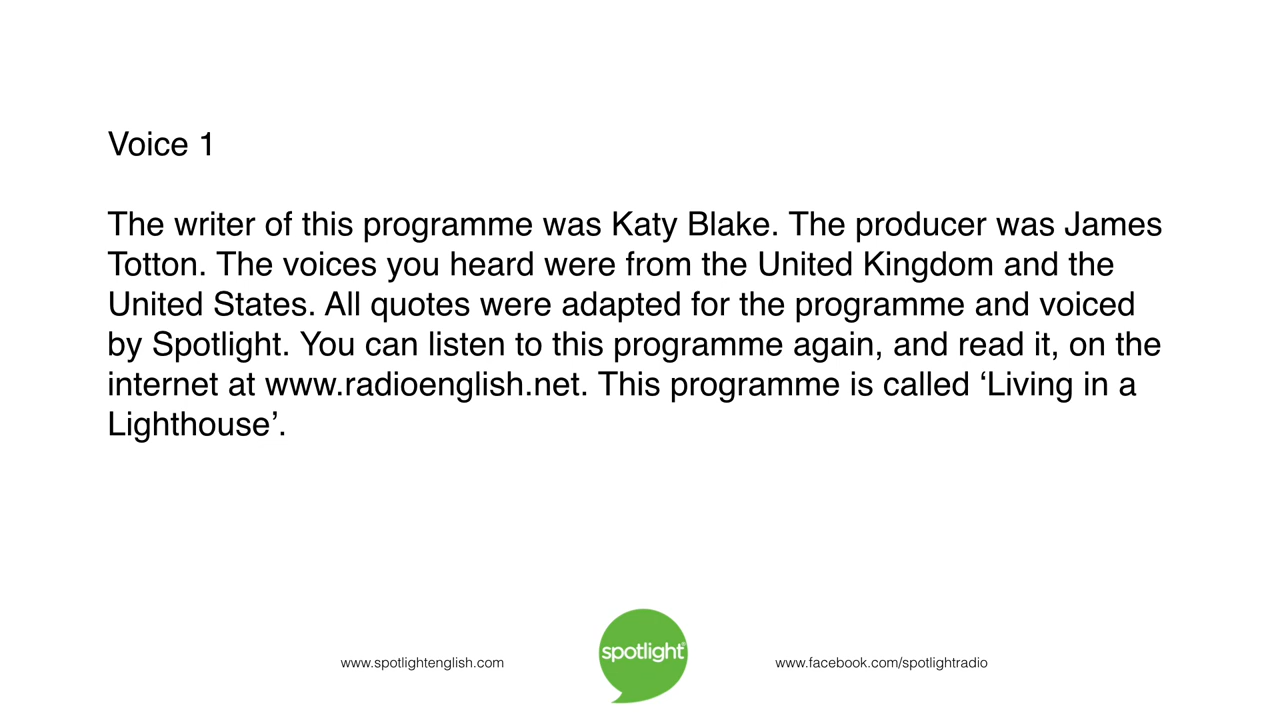 Voice 1
The writer of this programme was Katy Blake. The producer was James
Totton. The voices you heard were from the United Kingdom and the
United States. All quotes were adapted for the programme and voiced
by Spotlight. You can listen to this programme again, and read it, on the
internet at www.radioenglish.net. This programme is called ‘Living in a
Lighthouse’.
www.spotlightenglish.com
spotlight®
www.facebook.com/spotlightradio